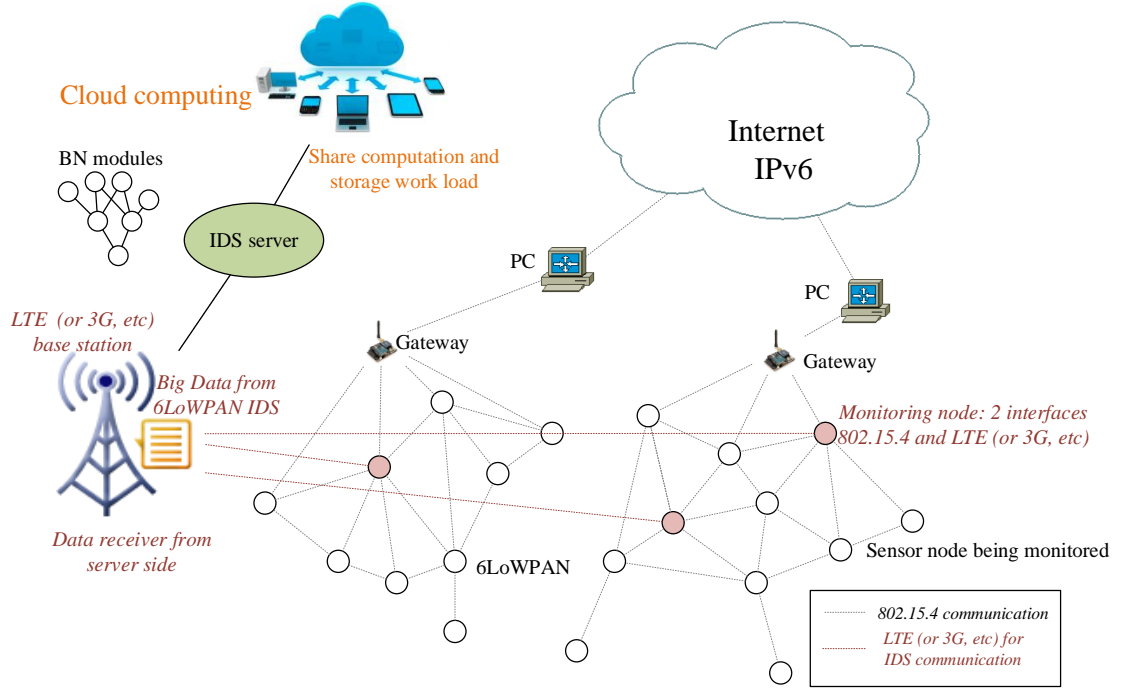 Cloud computing
Share computation and
storage work load
BN modules
IDS server
Internet
IPv6
PC
PC
LTE (or 3G, etc)
base station
Big Data from
6LoWPAN IDS
Gateway
Gateway
Monitoring node: 2 interfaces
802.15.4 and LTE (or 3G, etc)
Data receiver from
server side
6LoWPAN
Sensor node being monitored
802.15.4 communication
LTE (or 3G, etc) for
IDS communication